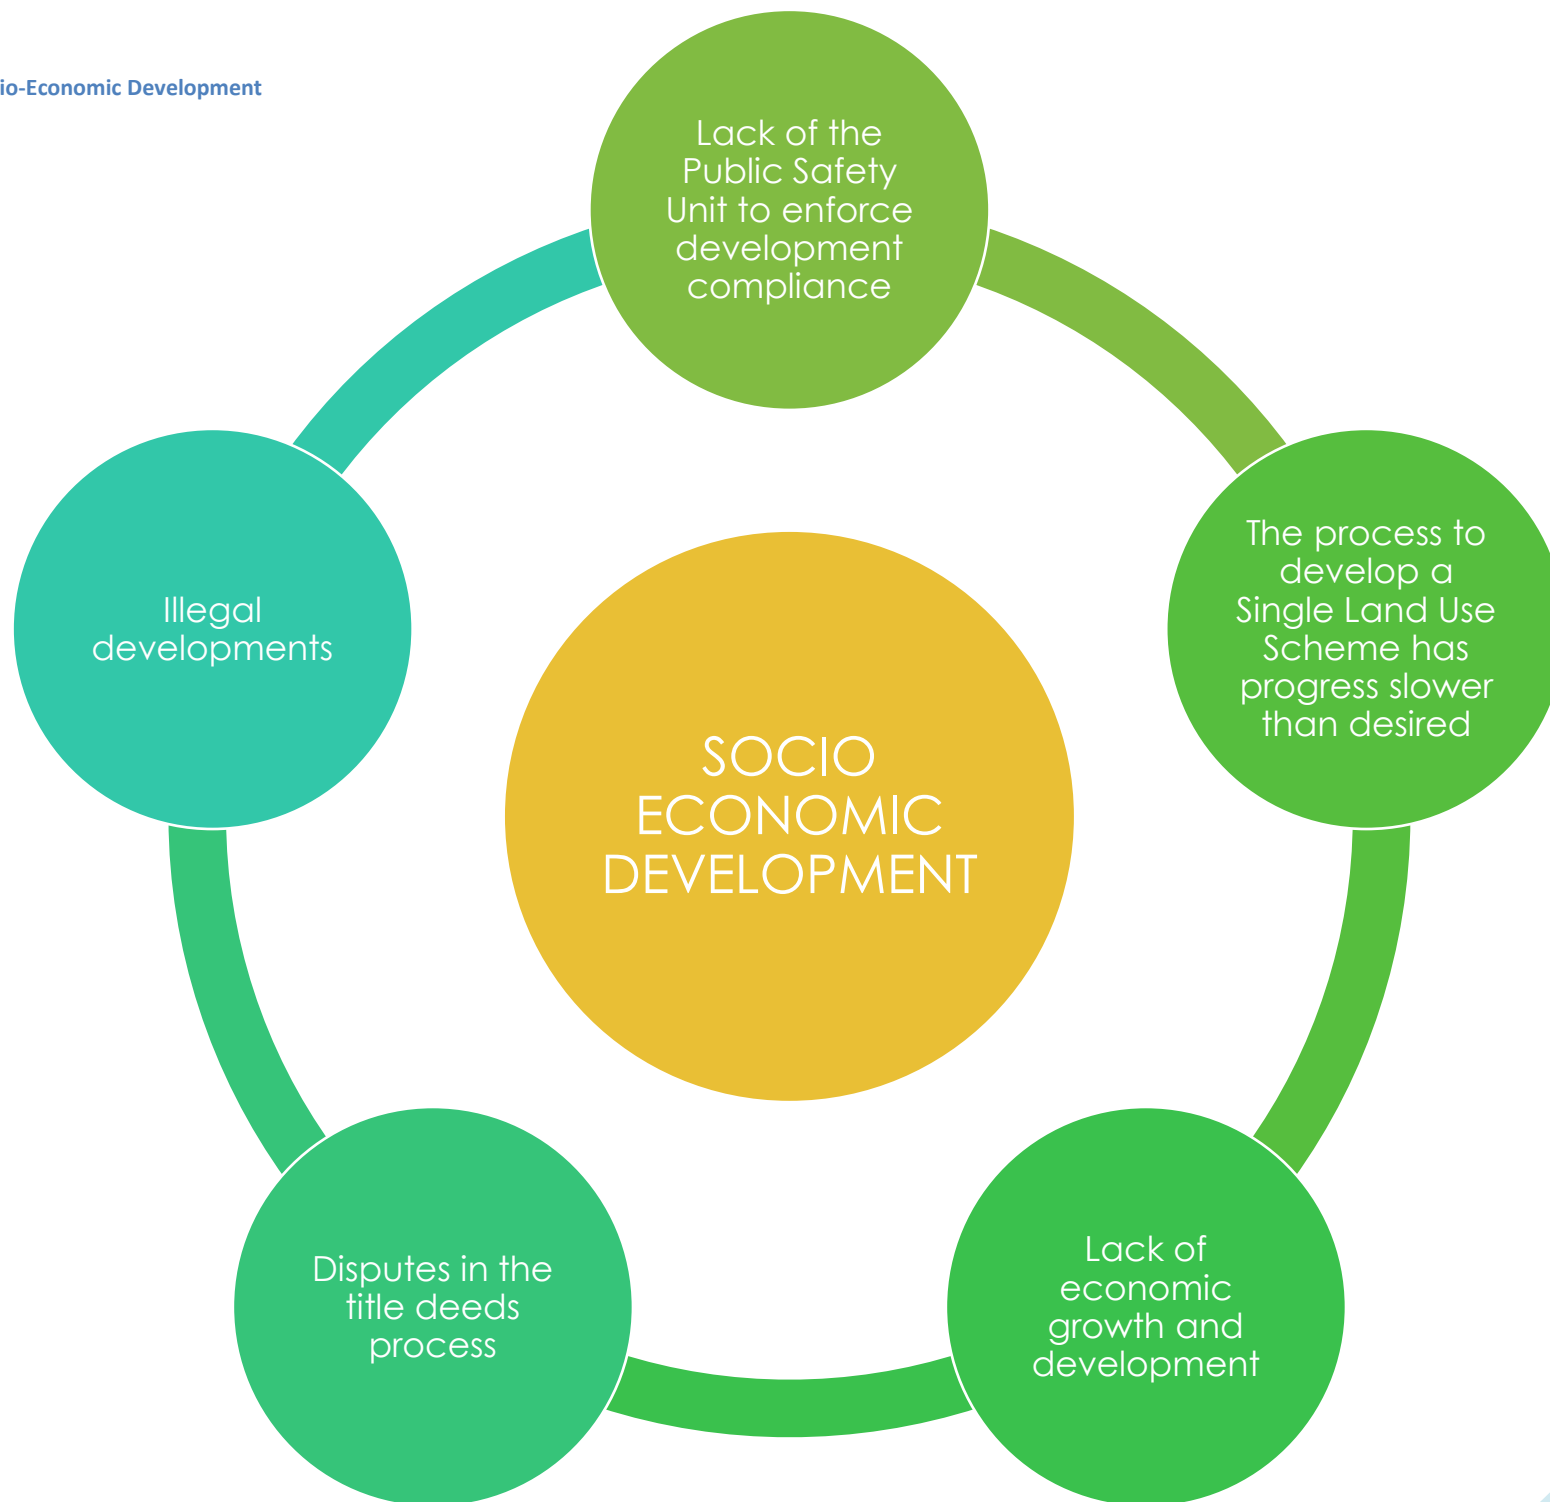 io-Economic Development
Lack of the
Public Safety
Unit to enforce
development
compliance
The process to
develop a
Single Land Use
Scheme has
progress slower
than desired
Lack of
economic
growth and
development
Disputes in the
title deeds
process
Illegal
developments
SOCIO
ECONOMIC
DEVELOPMENT